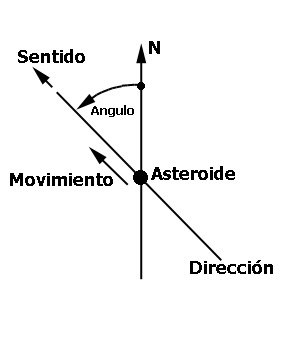 N
Sentido
Angulo
Asteroide
Movimiento
Dirección